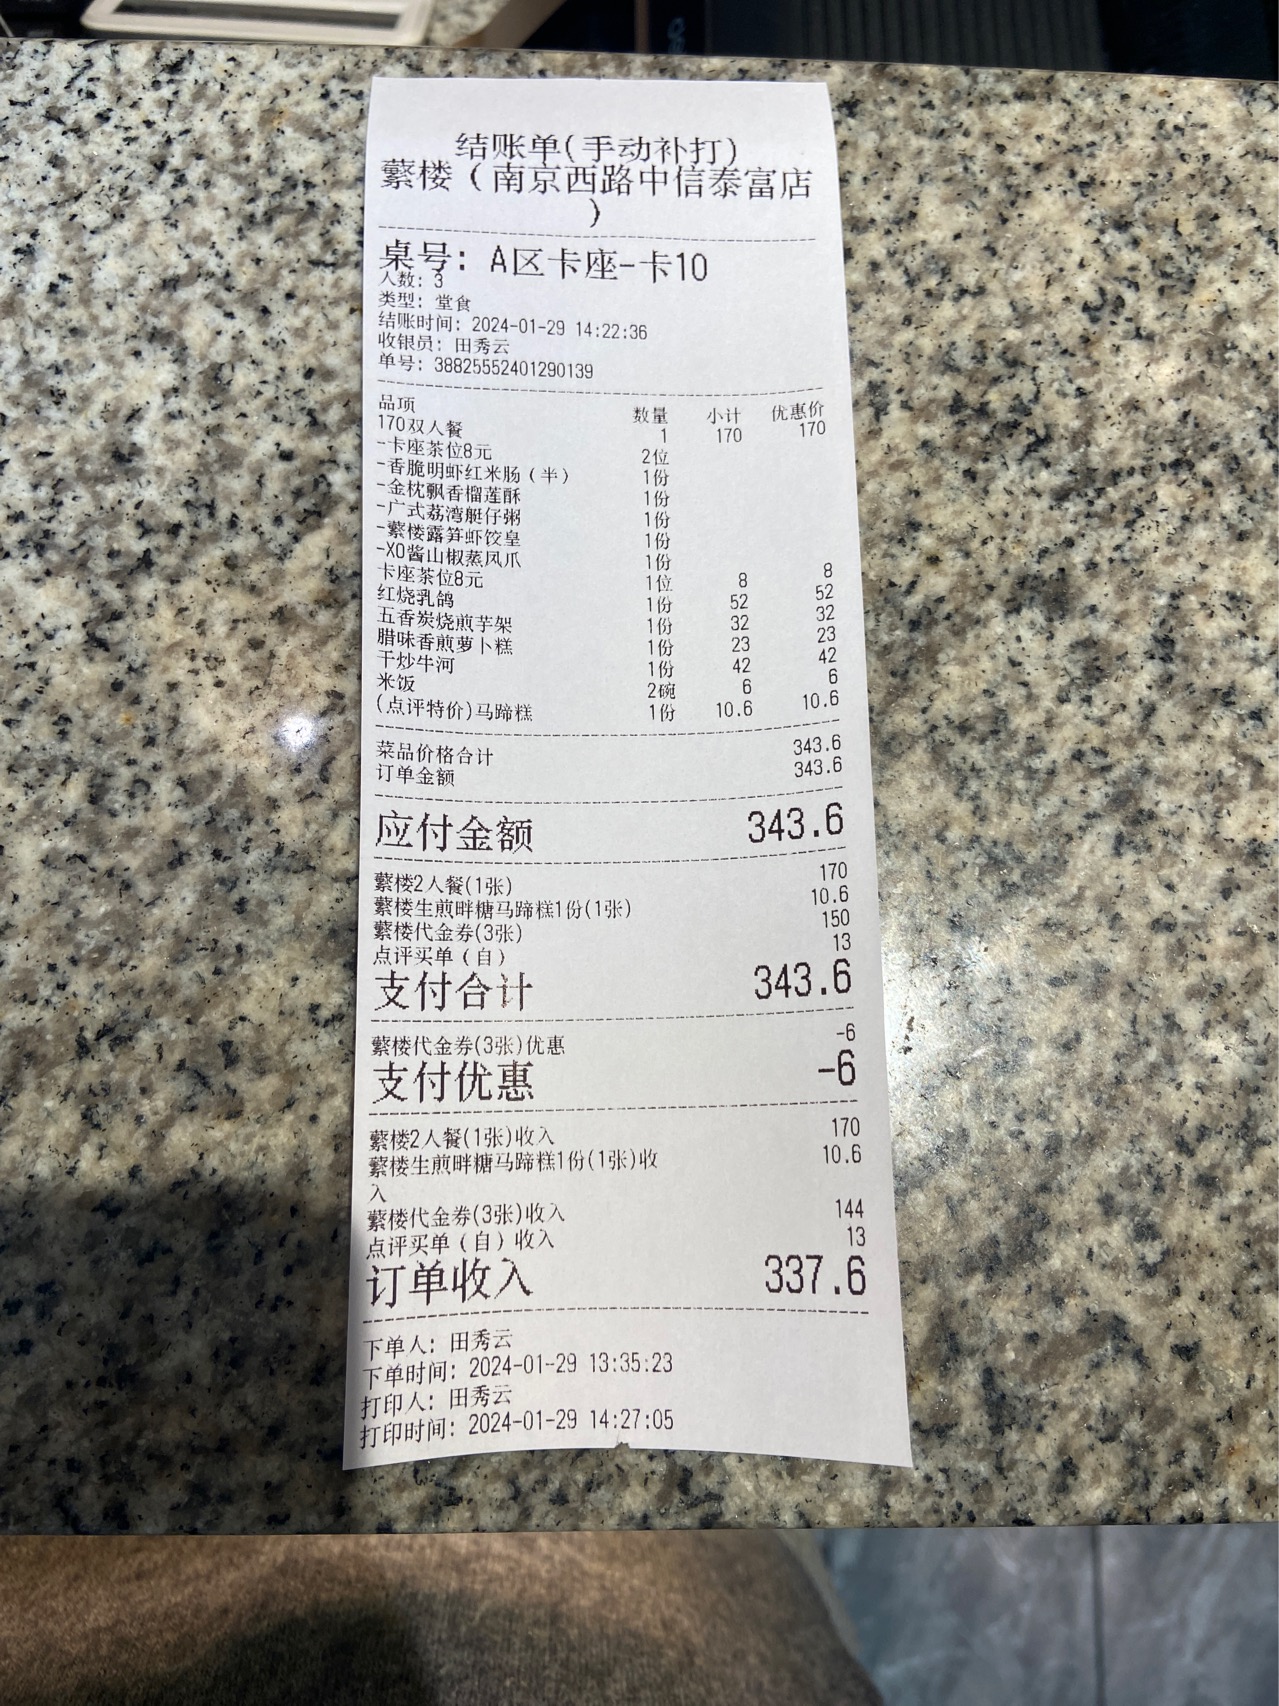 结账单(手动补打)
蘩楼（南京西路中信泰富店
）
桌号: A区卡座-卡10
人数: 3
类型: 堂食
结账时间: 2024-01-29 14:22:36
收银员: 田秀云
单号: 38825552401290139
品项 数量 小计 优惠价
170双人餐 1 170 170
-卡座茶位8元 2位
-香脆明虾红米肠（半） 1份
-金枕飘香榴莲酥 1份
-广式荔湾艇仔粥 1份
-蘩楼露笋虾饺皇 1份
-XO酱山椒蒸凤爪 1份
卡座茶位8元 1位 8 8
红烧乳鸽 1份 52 52
五香炭烧煎芋架 1份 32 32
腊味香煎萝卜糕 1份 23 23
干炒牛河 1份 42 42
米饭 2碗 6 6
(点评特价)马蹄糕 1份 10.6 10.6
菜品价格合计 343.6
订单金额 343.6
应付金额 343.6
蘩楼2人餐(1张) 170
蘩楼生煎畔糖马蹄糕1份(1张) 10.6
蘩楼代金券(3张) 150
点评买单（自） 13
支付合计 343.6
蘩楼代金券(3张)优惠 -6
支付优惠 -6
蘩楼2人餐(1张)收入 170
蘩楼生煎畔糖马蹄糕1份(1张)收 10.6
入
蘩楼代金券(3张)收入 144
点评买单（自）收入 13
订单收入 337.6
下单人: 田秀云
下单时间: 2024-01-29 13:35:23
打印人: 田秀云
打印时间: 2024-01-29 14:27:05